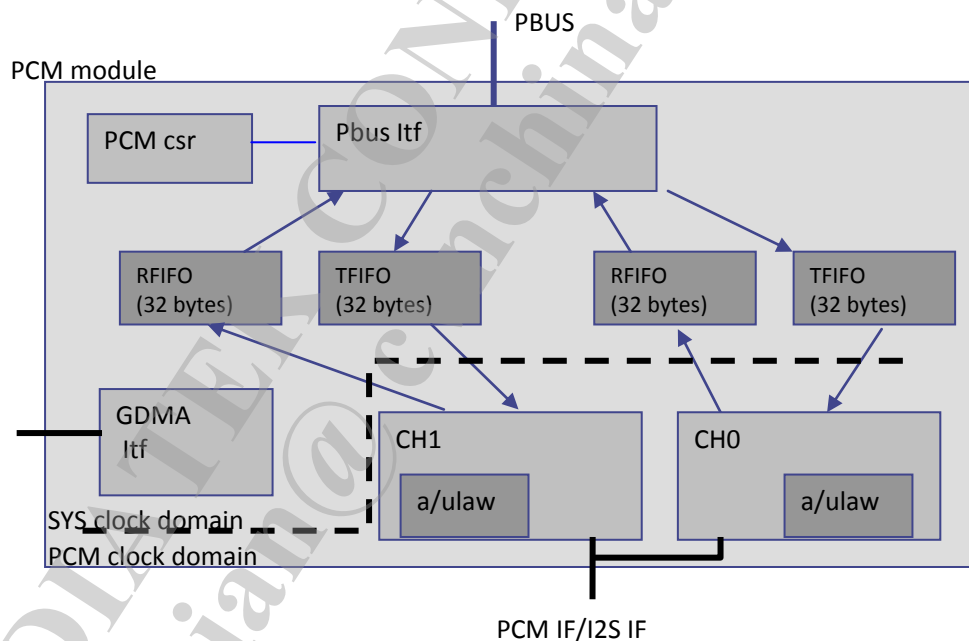 PBUS
PCM module
PCM csr
Pbus Itf
RFIFO
(32 bytes)
TFIFO
(32 bytes)
RFIFO
(32 bytes)
TFIFO
(32 bytes)
GDMA
Itf
CH1
a/ulaw
CH0
a/ulaw
SYS clock domain
PCM clock domain
PCM IF/I2S IF